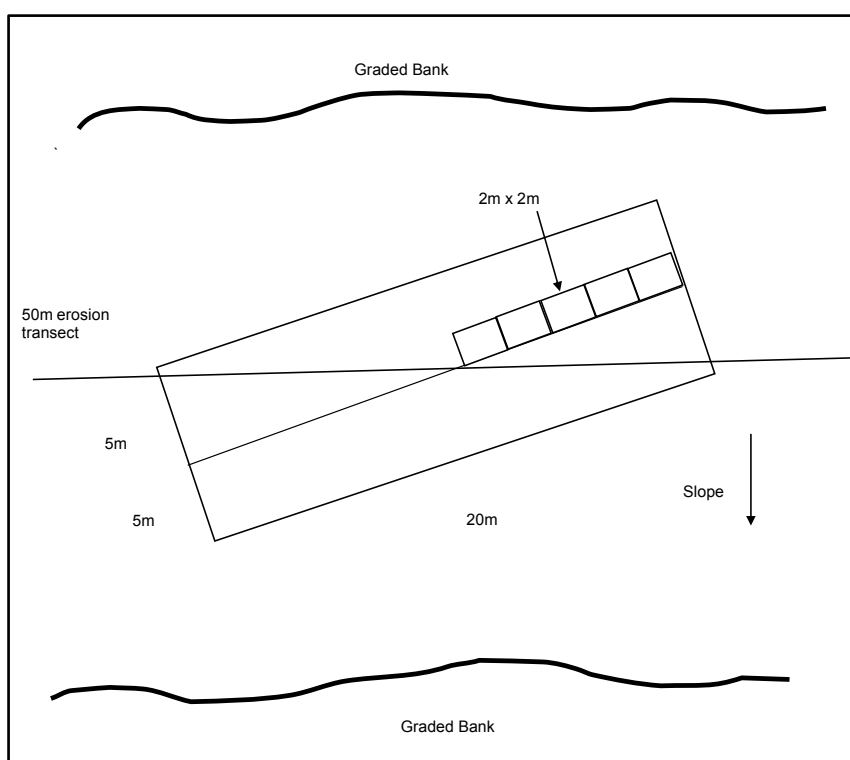 Graded Bank
2m x 2m
50m erosion
transect
5m
Slope
5m
20m
Graded Bank